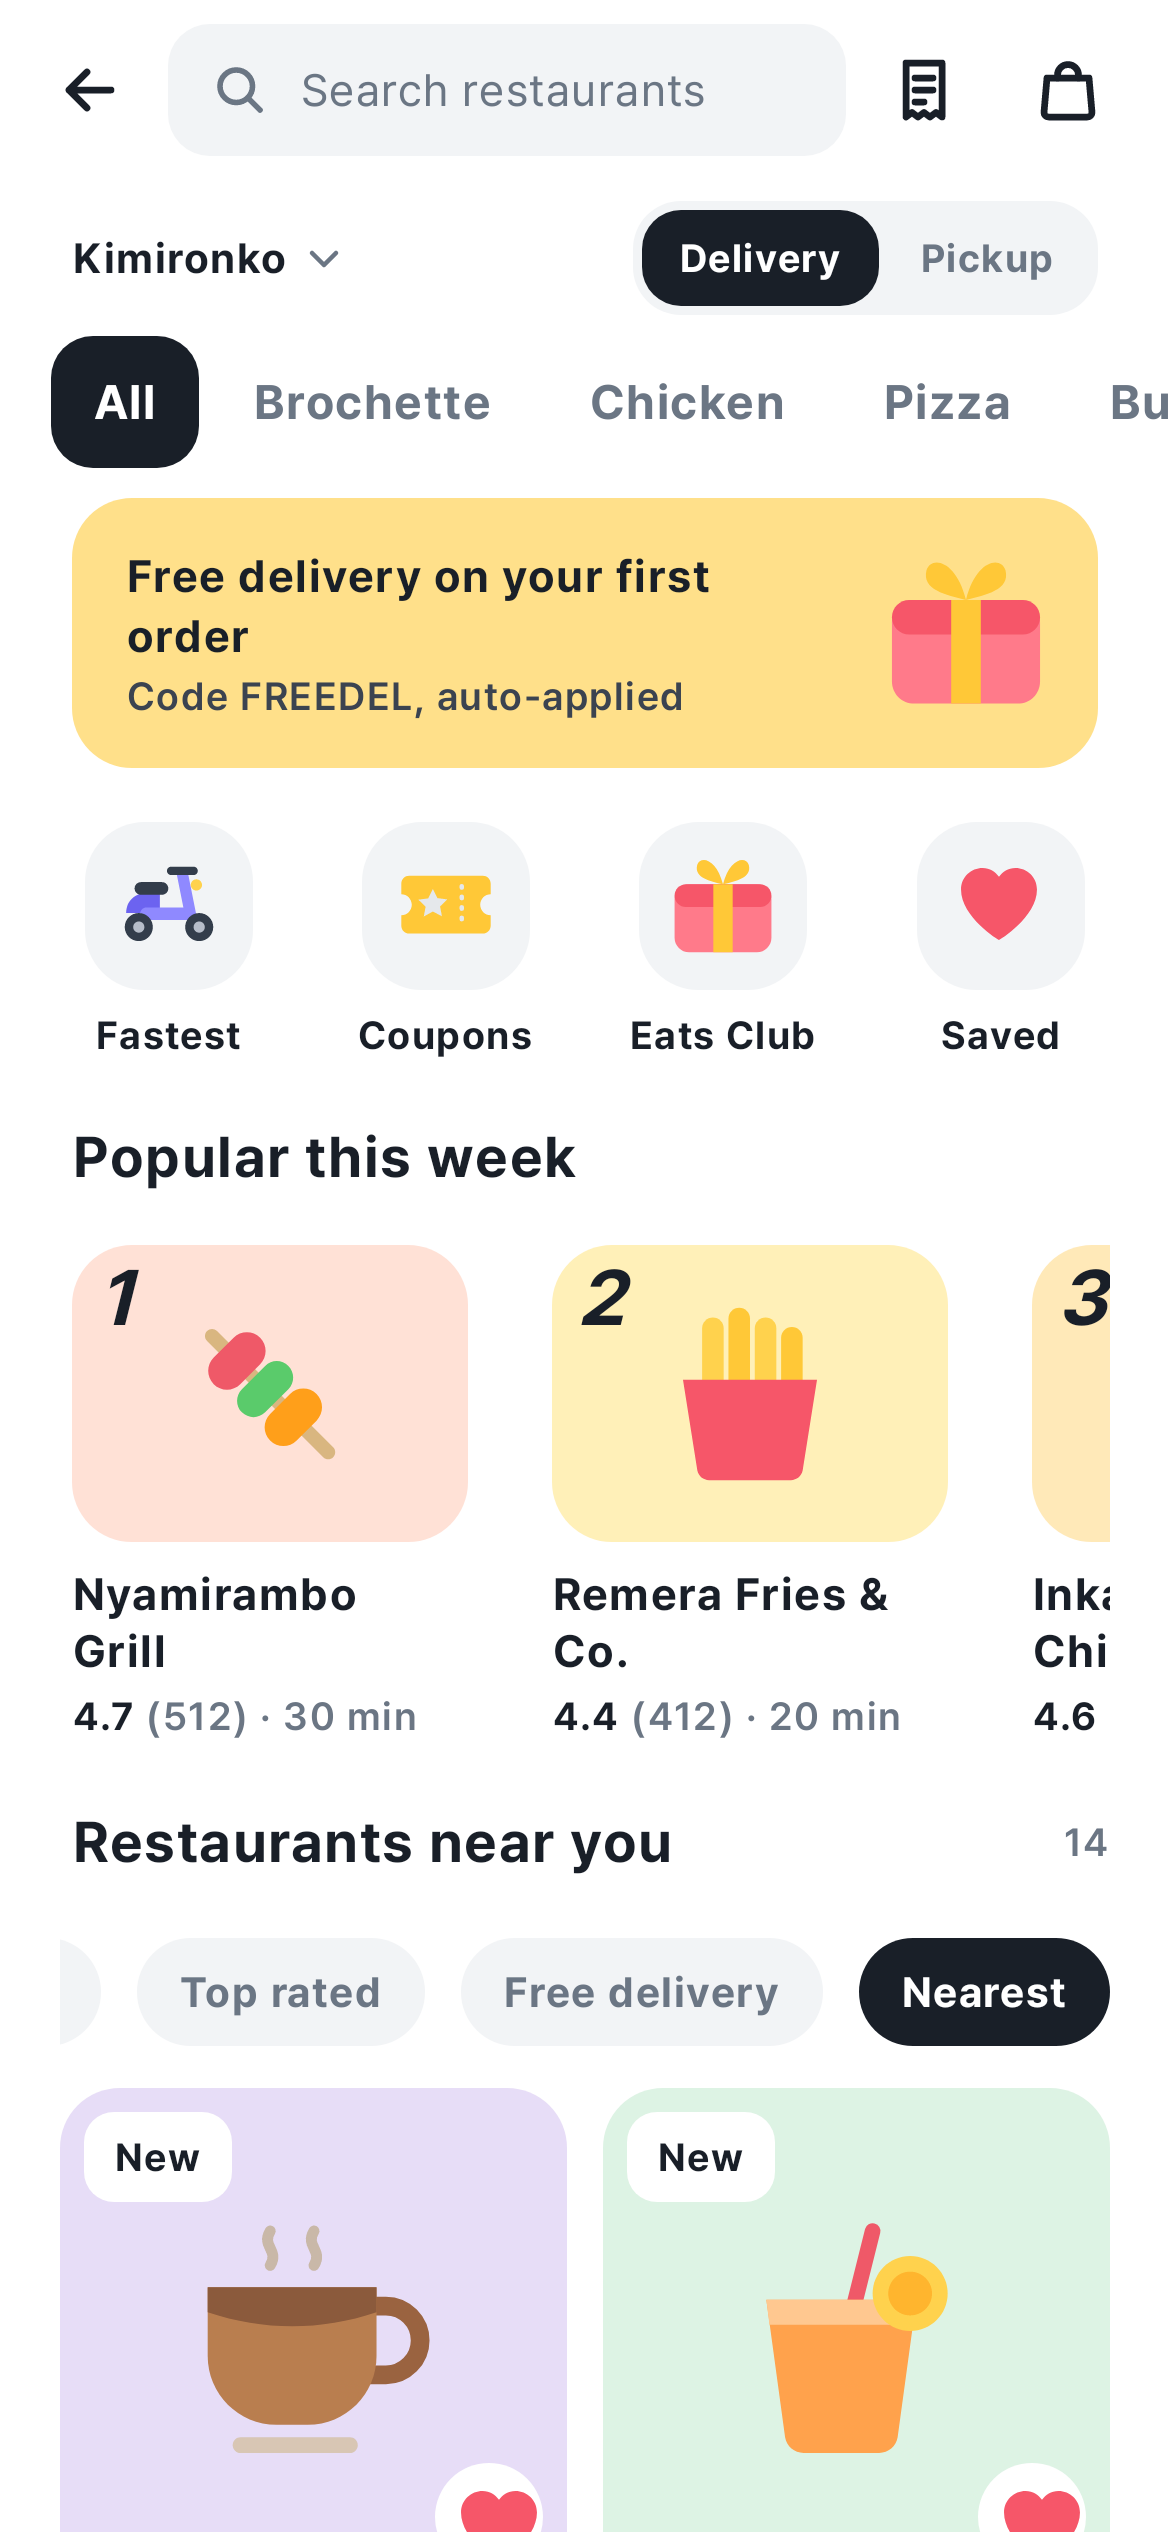 Search restaurants
Kimironko
Delivery
Pickup
All
Brochette
Chicken
Pizza
Bu
Free delivery on your first
order
Code FREEDEL, auto-applied
Fastest
Coupons
Eats Club
Saved
Popular this week
1
2
3
Nyamirambo
Grill
4.7 (512) · 30 min
Remera Fries &
Co.
4.4 (412) · 20 min
Inka
Chi
4.6
Restaurants near you
14
Top rated
Free delivery
Nearest
New
New